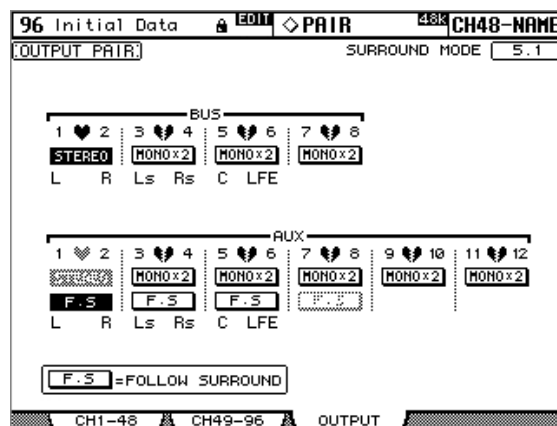 96 Initial Data EDIT PAIR 48K CH48-NAME
OUTPUT PAIR SURROUND MODE 5.1
BUS
1 2 3 4 5 6 7 8
STEREO MONO×2 MONO×2 MONO×2
L R Ls Rs C LFE
AUX
1 2 3 4 5 6 7 8 9 10 11 12
MONO×2 MONO×2 MONO×2 MONO×2 MONO×2
F.S F.S F.S F.S
L R Ls Rs C LFE
F.S =FOLLOW SURROUND
CH1-48 CH49-96 OUTPUT